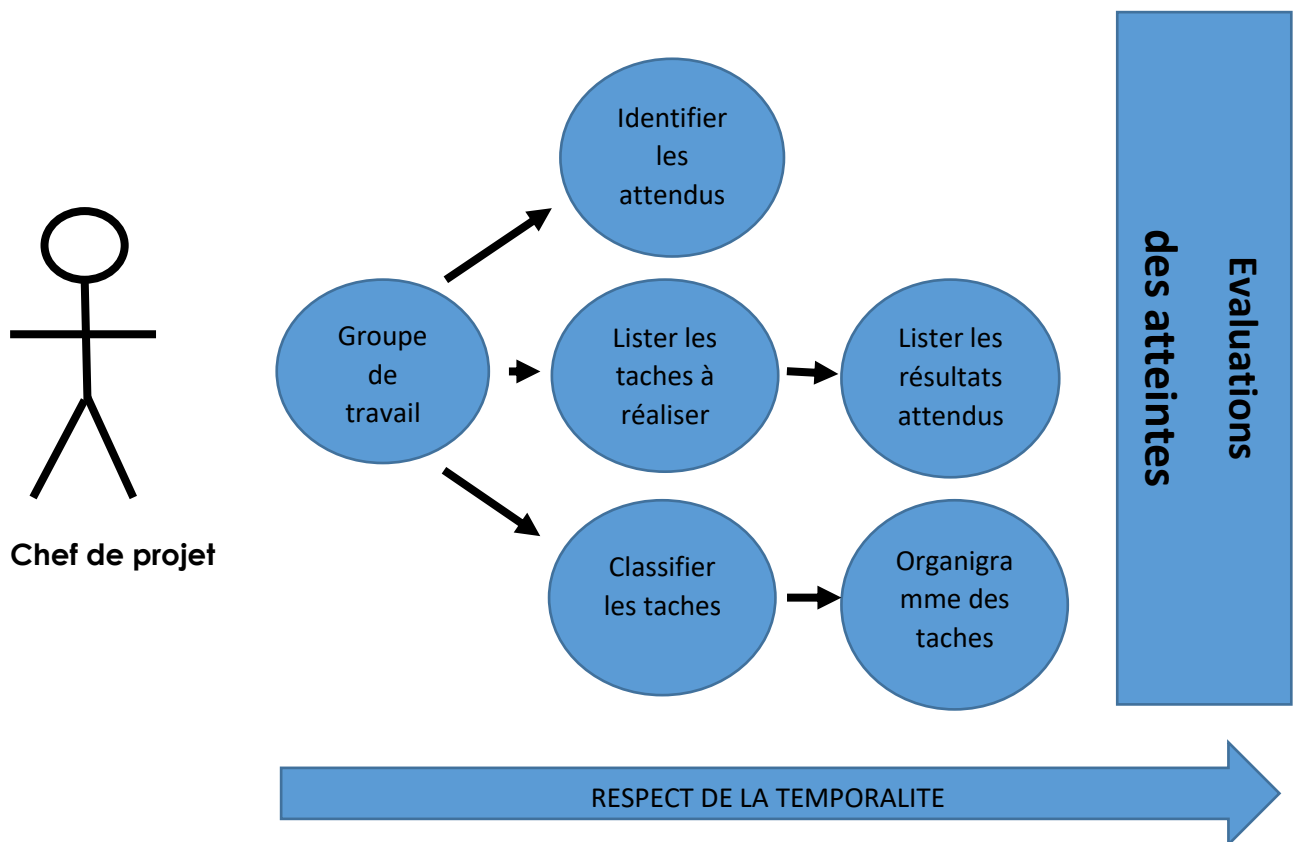 Identifier
les
attendus
Groupe
de
travail
Lister les
taches à
réaliser
Lister les
résultats
attendus
Chef de projet
Classifier
les taches
Organigra
mme des
taches
Evaluations
des atteintes
RESPECT DE LA TEMPORALITE